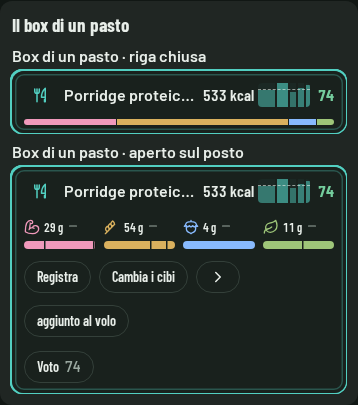 Il box di un pasto
Box di un pasto · riga chiusa
Porridge proteic... 533 kcal 74
Box di un pasto · aperto sul posto
Porridge proteic... 533 kcal 74
29 g — 54 g — 4 g — 11 g —
Registra Cambia i cibi
aggiunto al volo
Voto 74